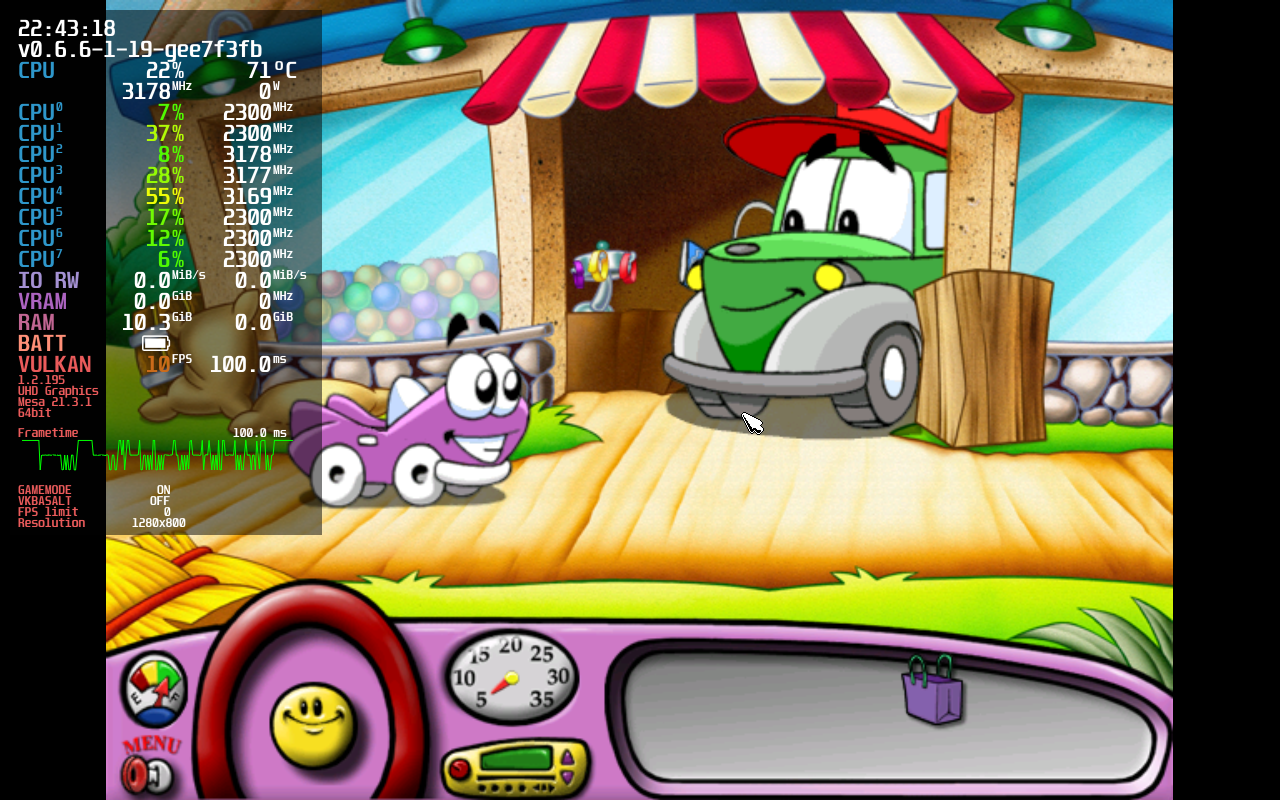 22:43:18
v0.6.6-1-19-gee7f3fb
CPU 22% 71°C
3178MHz 0W
CPU0 7% 2300MHz
CPU1 37% 2300MHz
CPU2 8% 3178MHz
CPU3 28% 3177MHz
CPU4 55% 3169MHz
CPU5 17% 2300MHz
CPU6 12% 2300MHz
CPU7 6% 2300MHz
IO RW 0.0MiB/s 0.0MiB/s
VRAM 0.0GiB 0MHz
RAM 10.3GiB 0.0GiB
BATT
VULKAN 10FPS 100.0ms
1.2.195
UHD Graphics
Mesa 21.3.1
64bit
Frametime 100.0 ms
GAMEMODE ON
VKBASALT OFF
FPS limit 0
Resolution 1280x800
5 10 15 20 25 30 35
E F
MENU